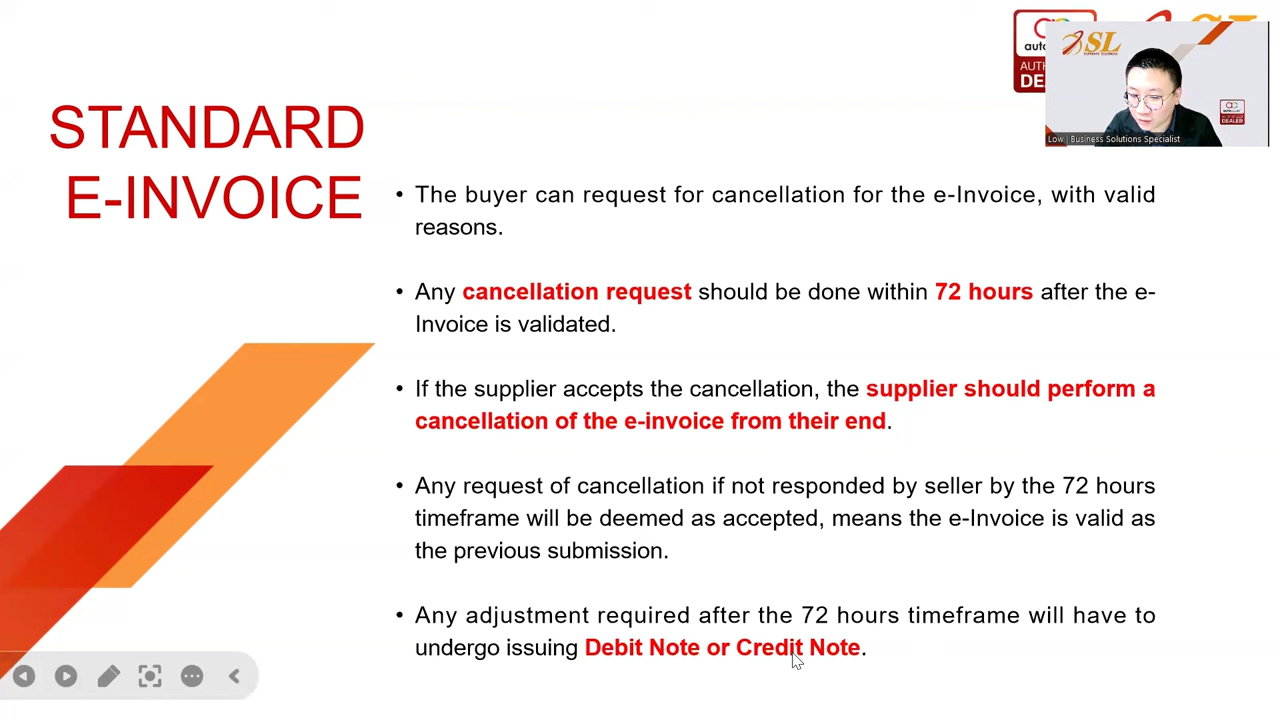 STANDARD
E-INVOICE
SL
Low | Business Solutions Specialist
DEALER
• The buyer can request for cancellation for the e-Invoice, with valid
reasons.
• Any cancellation request should be done within 72 hours after the e-
Invoice is validated.
• If the supplier accepts the cancellation, the supplier should perform a
cancellation of the e-invoice from their end.
• Any request of cancellation if not responded by seller by the 72 hours
timeframe will be deemed as accepted, means the e-Invoice is valid as
the previous submission.
• Any adjustment required after the 72 hours timeframe will have to
undergo issuing Debit Note or Credit Note.